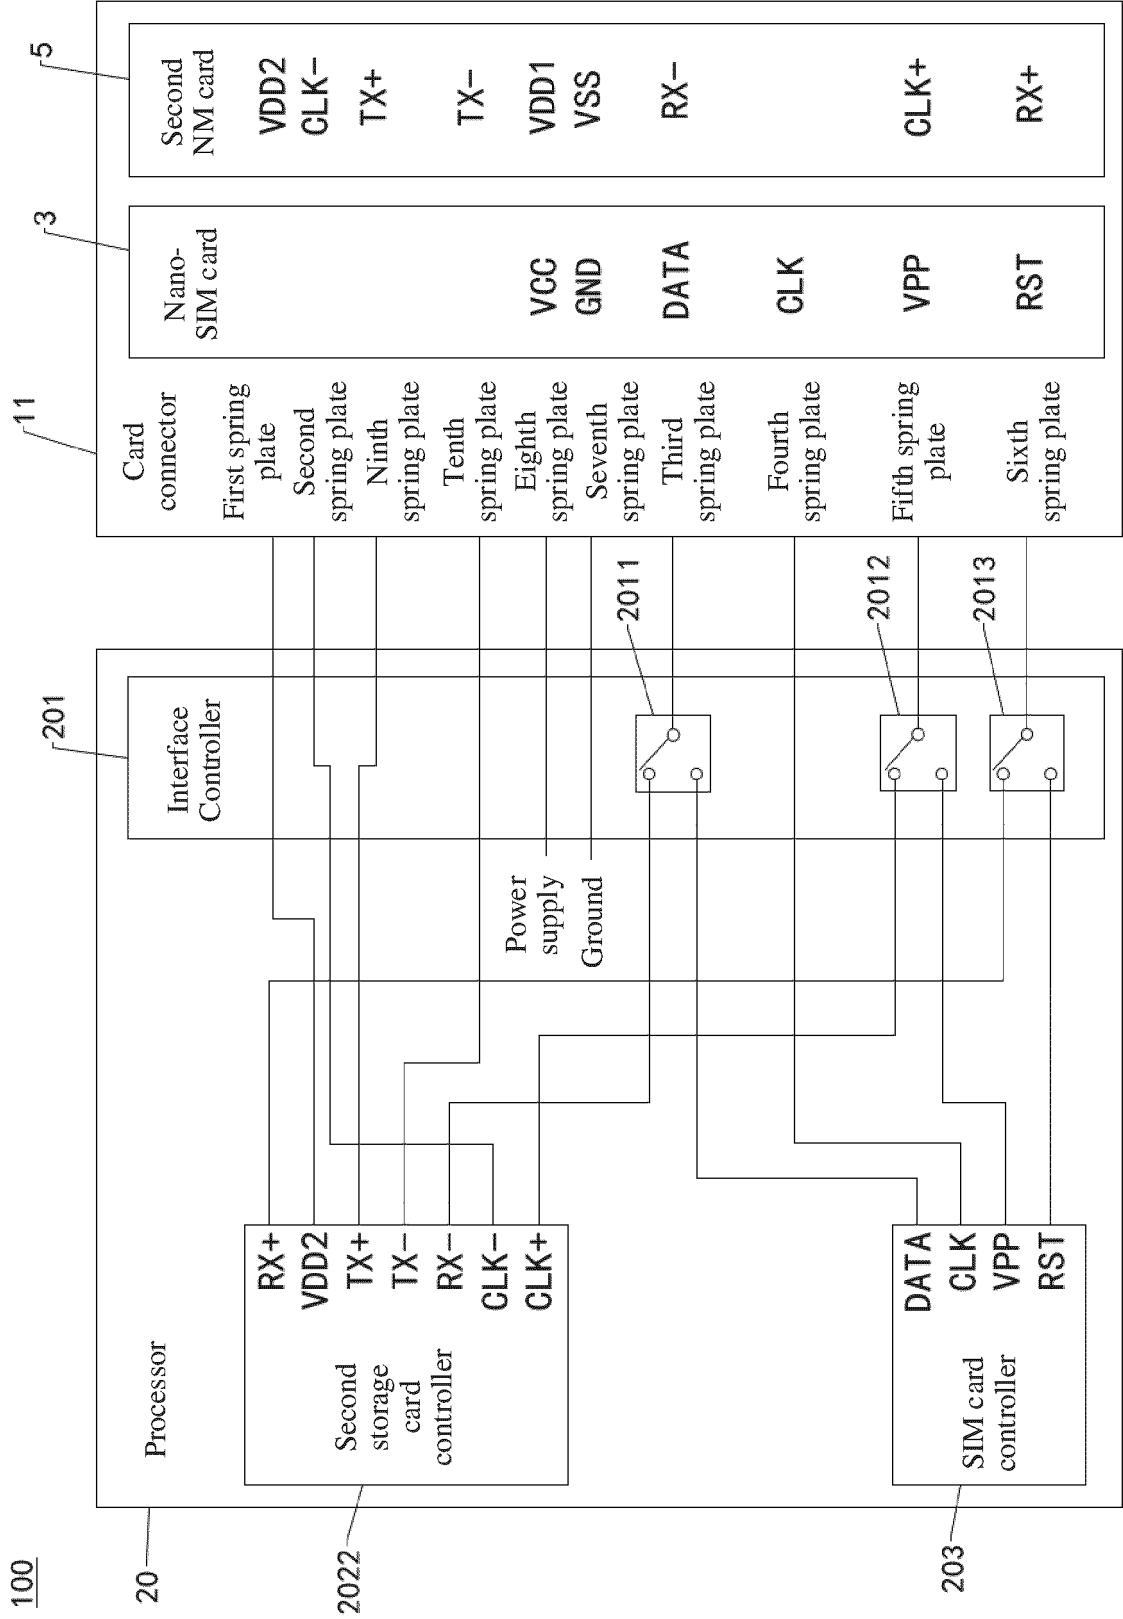 100
20
Processor
2022
Second
storage
card
controller
RX+
VDD2
TX+
TX-
RX-
CLK-
CLK+
203
SIM card
controller
DATA
CLK
VPP
RST
Power
supply
Ground
201
Interface
Controller
2011
2012
2013
11
Card
connector
First spring
plate
Second
spring plate
Ninth
spring plate
Tenth
spring plate
Eighth
spring plate
Seventh
spring plate
Third
spring plate
Fourth
spring plate
Fifth spring
plate
Sixth
spring plate
3
Nano-
SIM card
VCC
GND
DATA
CLK
VPP
RST
5
Second
NM card
VDD2
CLK-
TX+
TX-
VDD1
VSS
RX-
CLK+
RX+